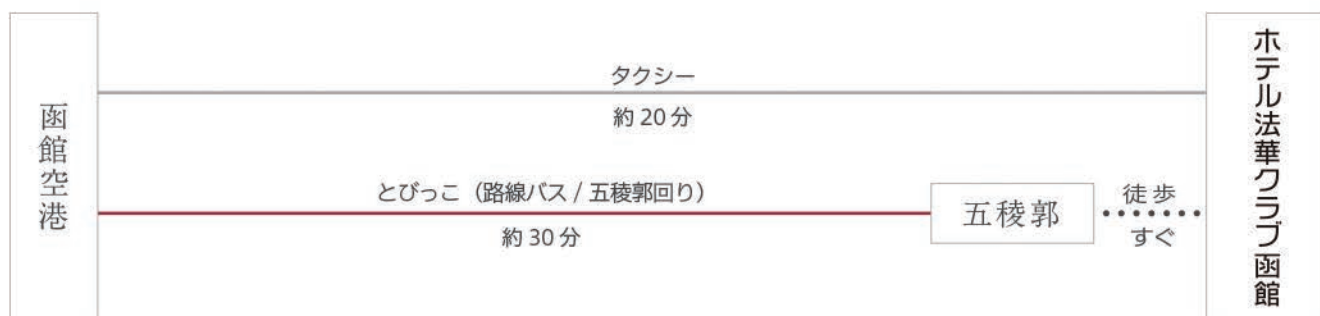 函館空港
タクシー
約20分
とびっこ（路線バス / 五稜郭回り）
約30分
五稜郭
徒歩
すぐ
ホテル法華クラブ函館